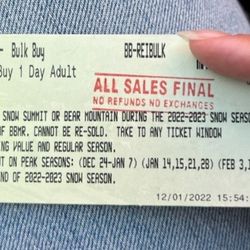 - Bulk Buy BB-REIBULK
Buy 1 Day Adult
ALL SALES FINAL
NO REFUNDS NO EXCHANGES
SNOW SUMMIT OR BEAR MOUNTAIN DURING THE 2022-2023 SNOW SEASON
OF BBMR. CANNOT BE RE-SOLD. TAKE TO ANY TICKET WINDOW
ING VALUE AND REGULAR SEASON.
UT ON PEAK SEASONS: (DEC 24-JAN 7) (JAN 14,15,21,28) (FEB 3,
ND OF 2022-2023 SNOW SEASON.
12/01/2022 15:54: